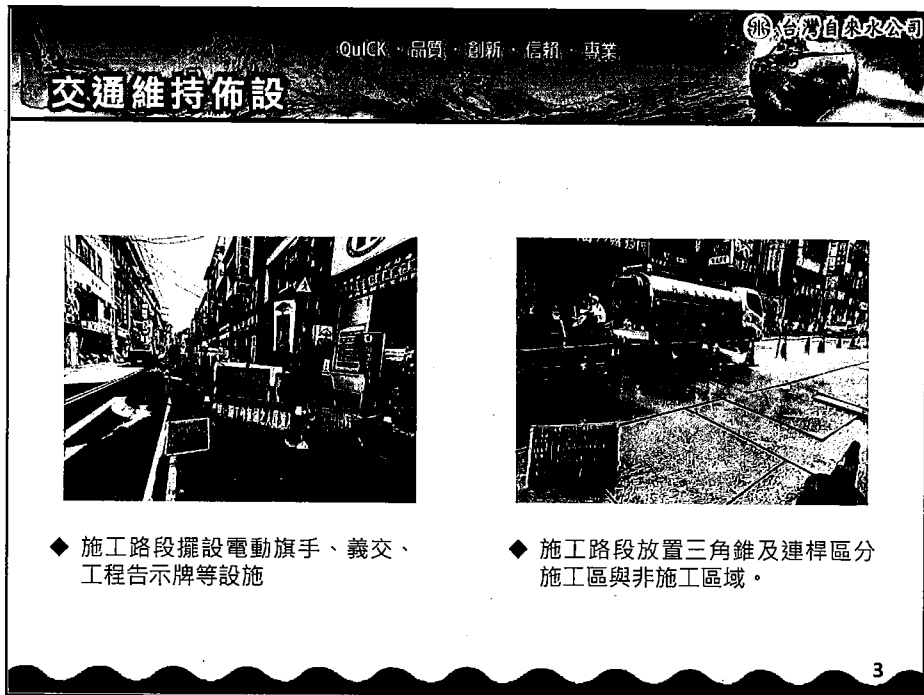 台灣自來水公司
QuICK · 品質 · 創新 · 信賴 · 專業
交通維持佈設
◆ 施工路段擺設電動旗手、義交、
工程告示牌等設施
◆ 施工路段放置三角錐及連桿區分
施工區與非施工區域。
3